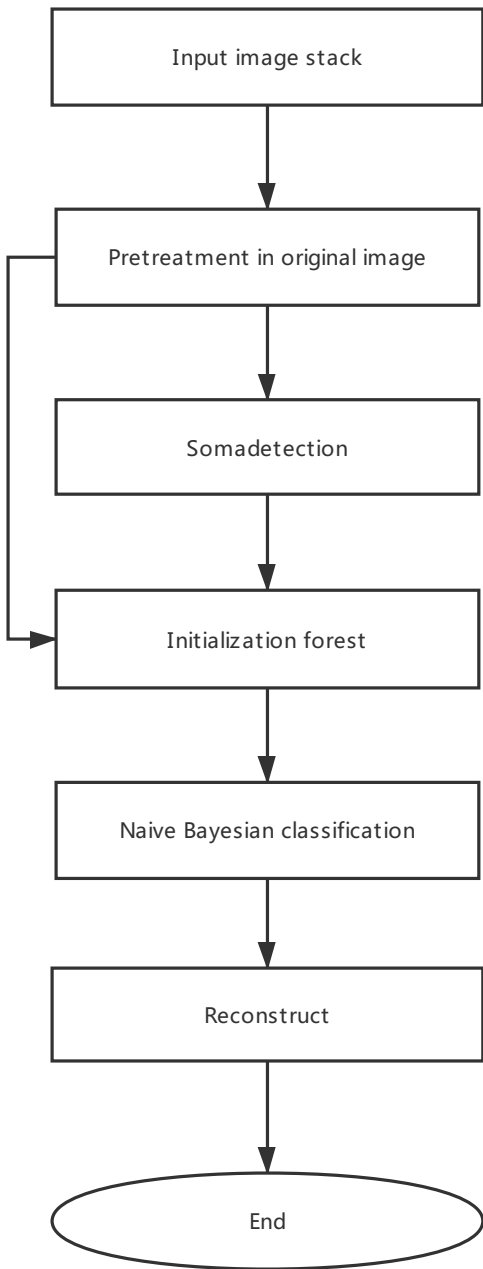 Input image stack
Pretreatment in original image
Somadetection
Initialization forest
Naive Bayesian classification
Reconstruct
End